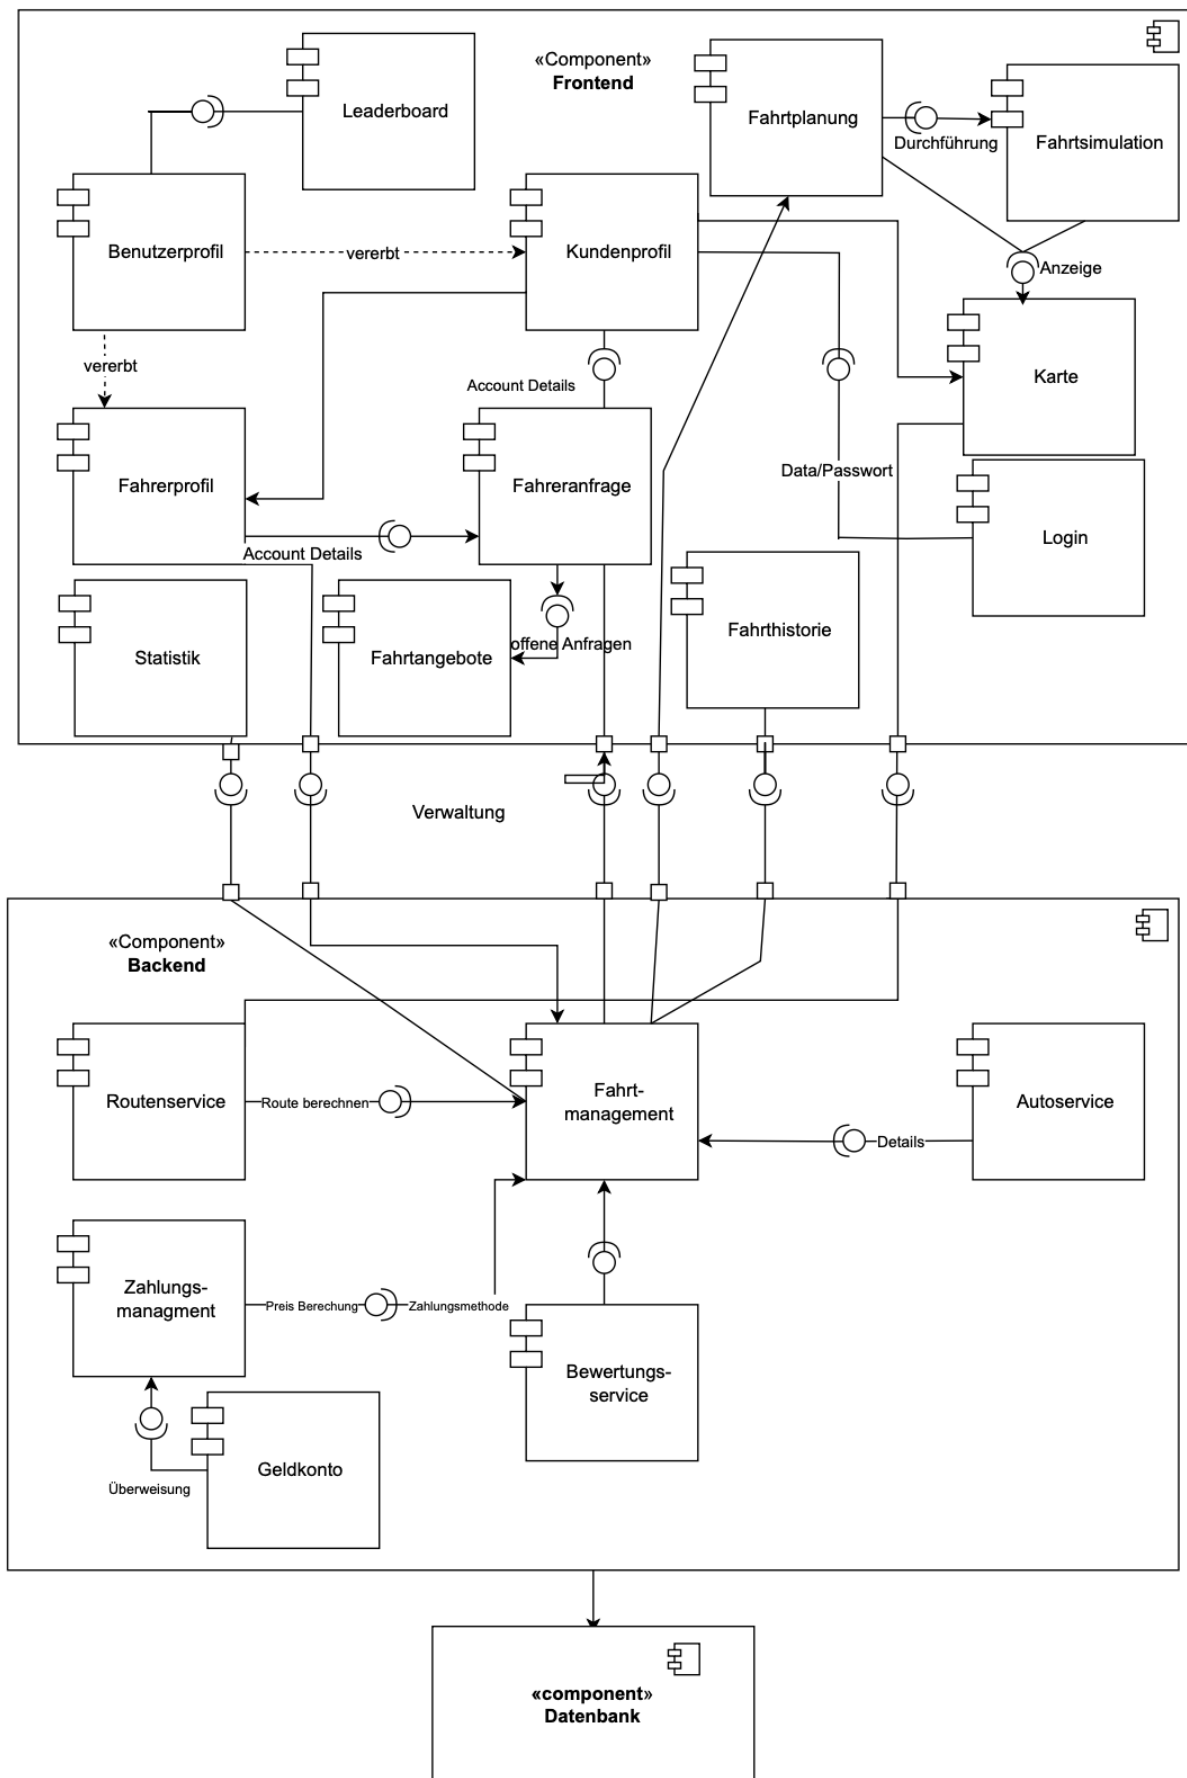 «Component»
Frontend
Leaderboard
Fahrtplanung
Durchführung
Fahrtsimulation
Benutzerprofil
vererbt
Kundenprofil
Anzeige
vererbt
Account Details
Karte
Fahrerprofil
Fahreranfrage
Data/Passwort
Account Details
Login
Statistik
Fahrtangebote
offene Anfragen
Fahrthistorie
Verwaltung
«Component»
Backend
Routenservice
Route berechnen
Fahrt-
management
Details
Autoservice
Zahlungs-
managment
Preis Berechung
Zahlungsmethode
Bewertungs-
service
Geldkonto
Überweisung
«component»
Datenbank